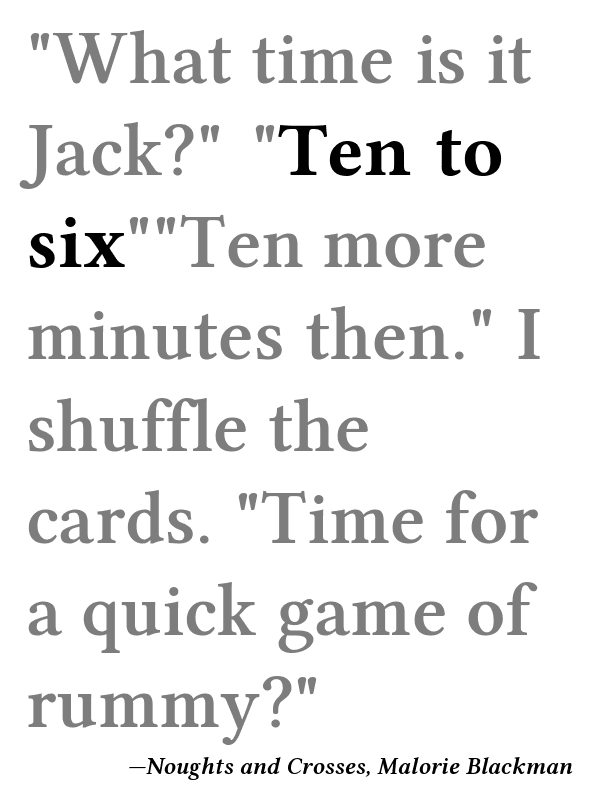 "What time is it
Jack?" "Ten to
six""Ten more
minutes then." I
shuffle the
cards. "Time for
a quick game of
rummy?"
—Noughts and Crosses, Malorie Blackman